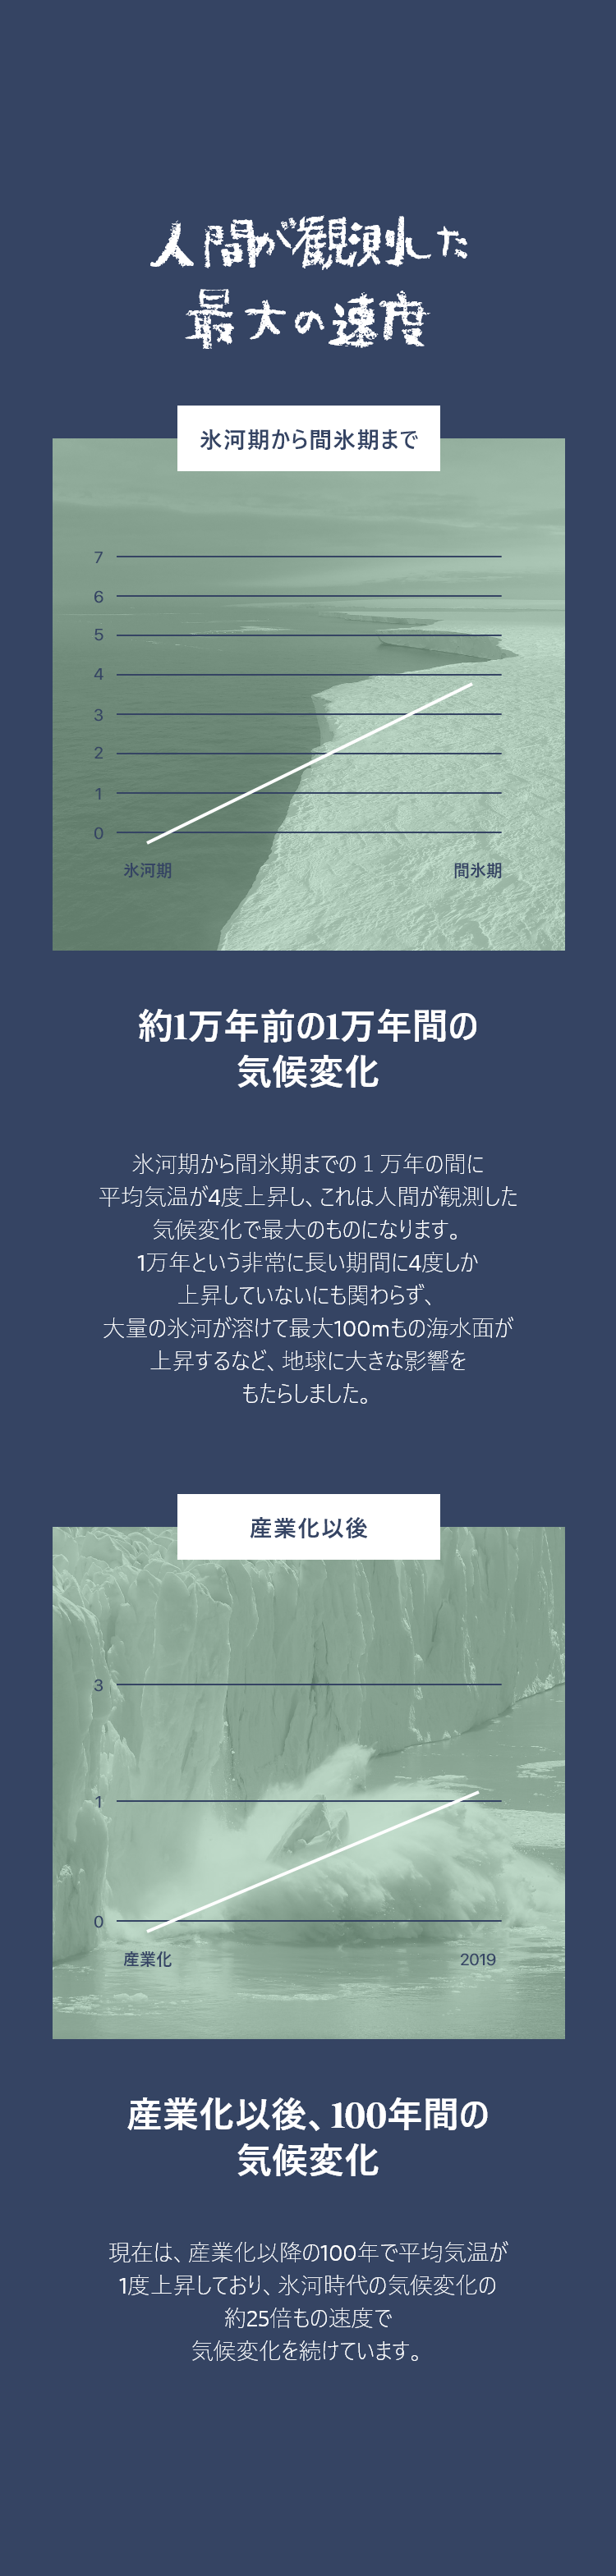 人間が観測した
最大の速度
氷河期から間氷期まで
7
6
5
4
3
2
1
0
氷河期 間氷期
約1万年前の1万年間の
気候変化
氷河期から間氷期までの１万年の間に
平均気温が4度上昇し、これは人間が観測した
気候変化で最大のものになります。
1万年という非常に長い期間に4度しか
上昇していないにも関わらず、
大量の氷河が溶けて最大100mもの海水面が
上昇するなど、地球に大きな影響を
もたらしました。
産業化以後
3
1
0
産業化 2019
産業化以後、100年間の
気候変化
現在は、産業化以降の100年で平均気温が
1度上昇しており、氷河時代の気候変化の
約25倍もの速度で
気候変化を続けています。